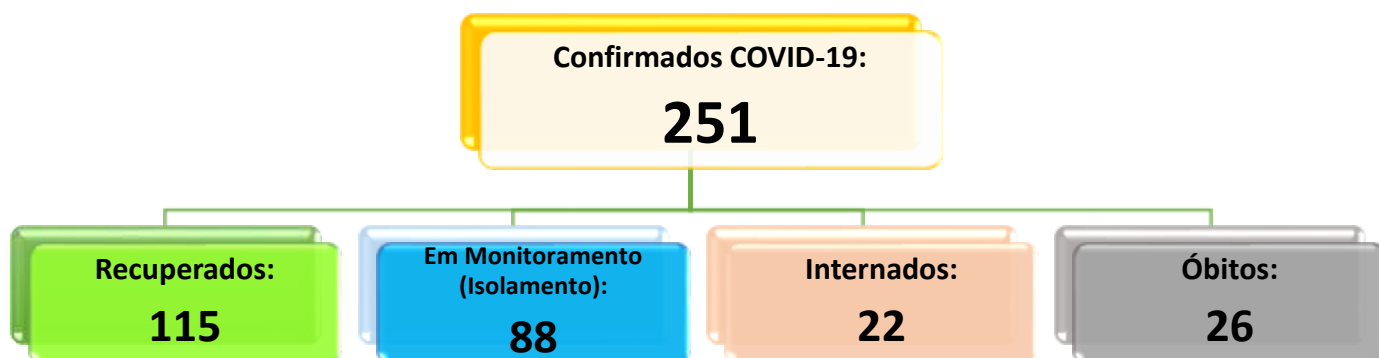 Confirmados COVID-19:
251
Recuperados:
115
Em Monitoramento
(Isolamento):
88
Internados:
22
Óbitos:
26